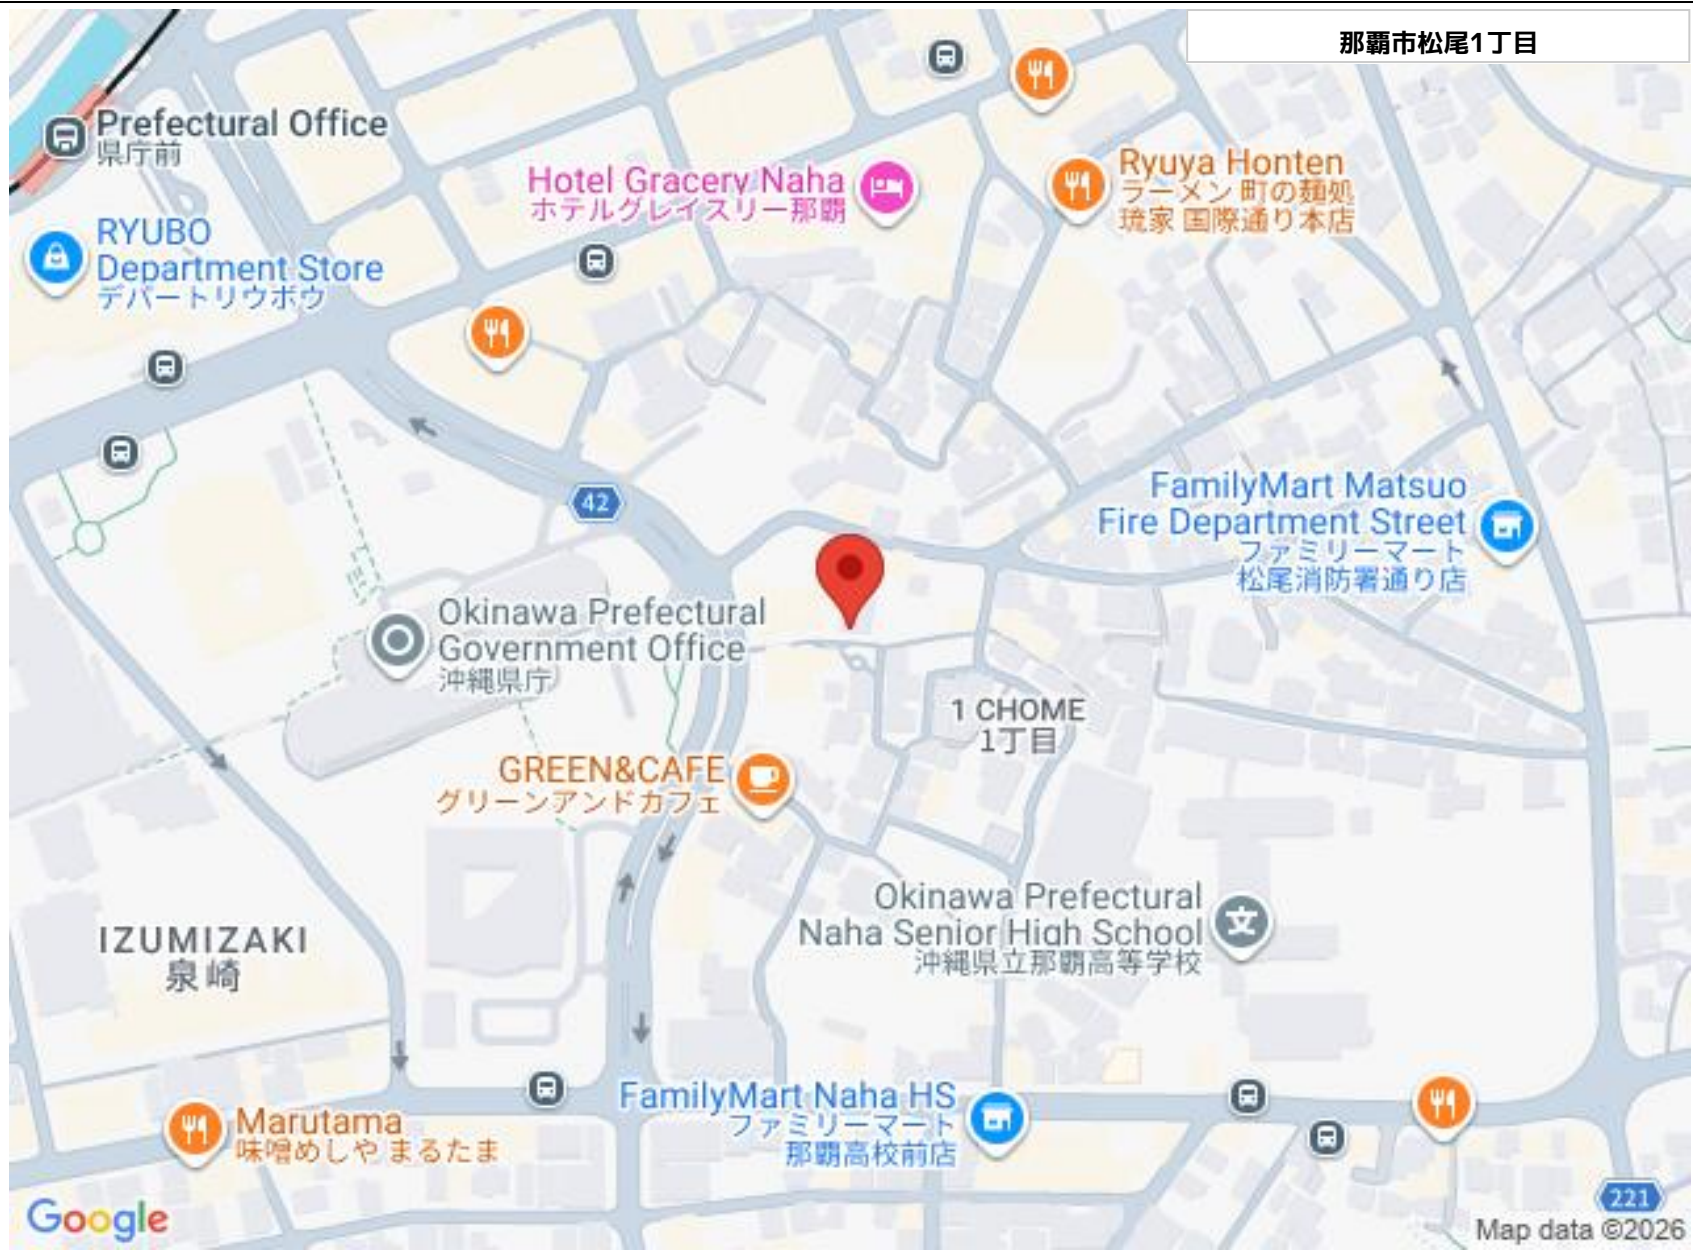 那覇市松尾1丁目
Prefectural Office
県庁前
Hotel Gracery Naha
ホテルグレイスリー那覇
Ryuya Honten
ラーメン 町の麺処
琉家 国際通り本店
RYUBO
Department Store
デパートリウボウ
42
FamilyMart Matsuo
Fire Department Street
ファミリーマート
松尾消防署通り店
Okinawa Prefectural
Government Office
沖縄県庁
1 CHOME
1丁目
GREEN&CAFE
グリーンアンドカフェ
Okinawa Prefectural
Naha Senior High School
沖縄県立那覇高等学校
文
IZUMIZAKI
泉崎
FamilyMart Naha HS
ファミリーマート
那覇高校前店
Marutama
味噌めしや まるたま
221
Google
Map data ©2026